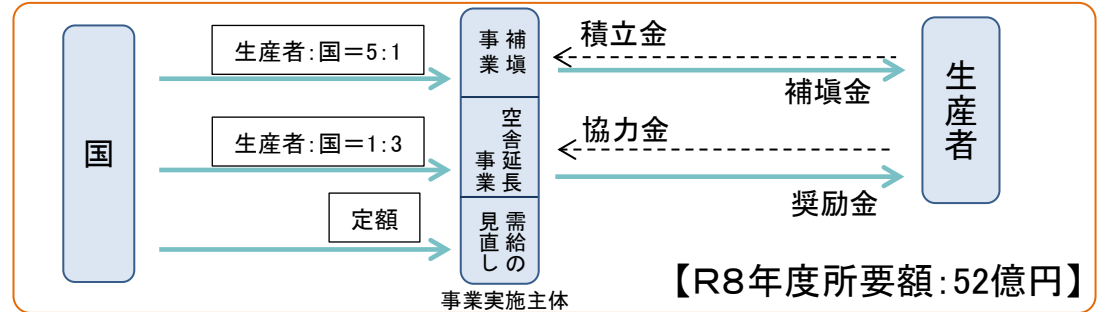 国
生産者:国=5:1
生産者:国=1:3
定額
補塡
事業
空舎延長
事業
需給の
見直し
事業実施主体
積立金
補塡金
協力金
奨励金
生産者
【R8年度所要額:52億円】